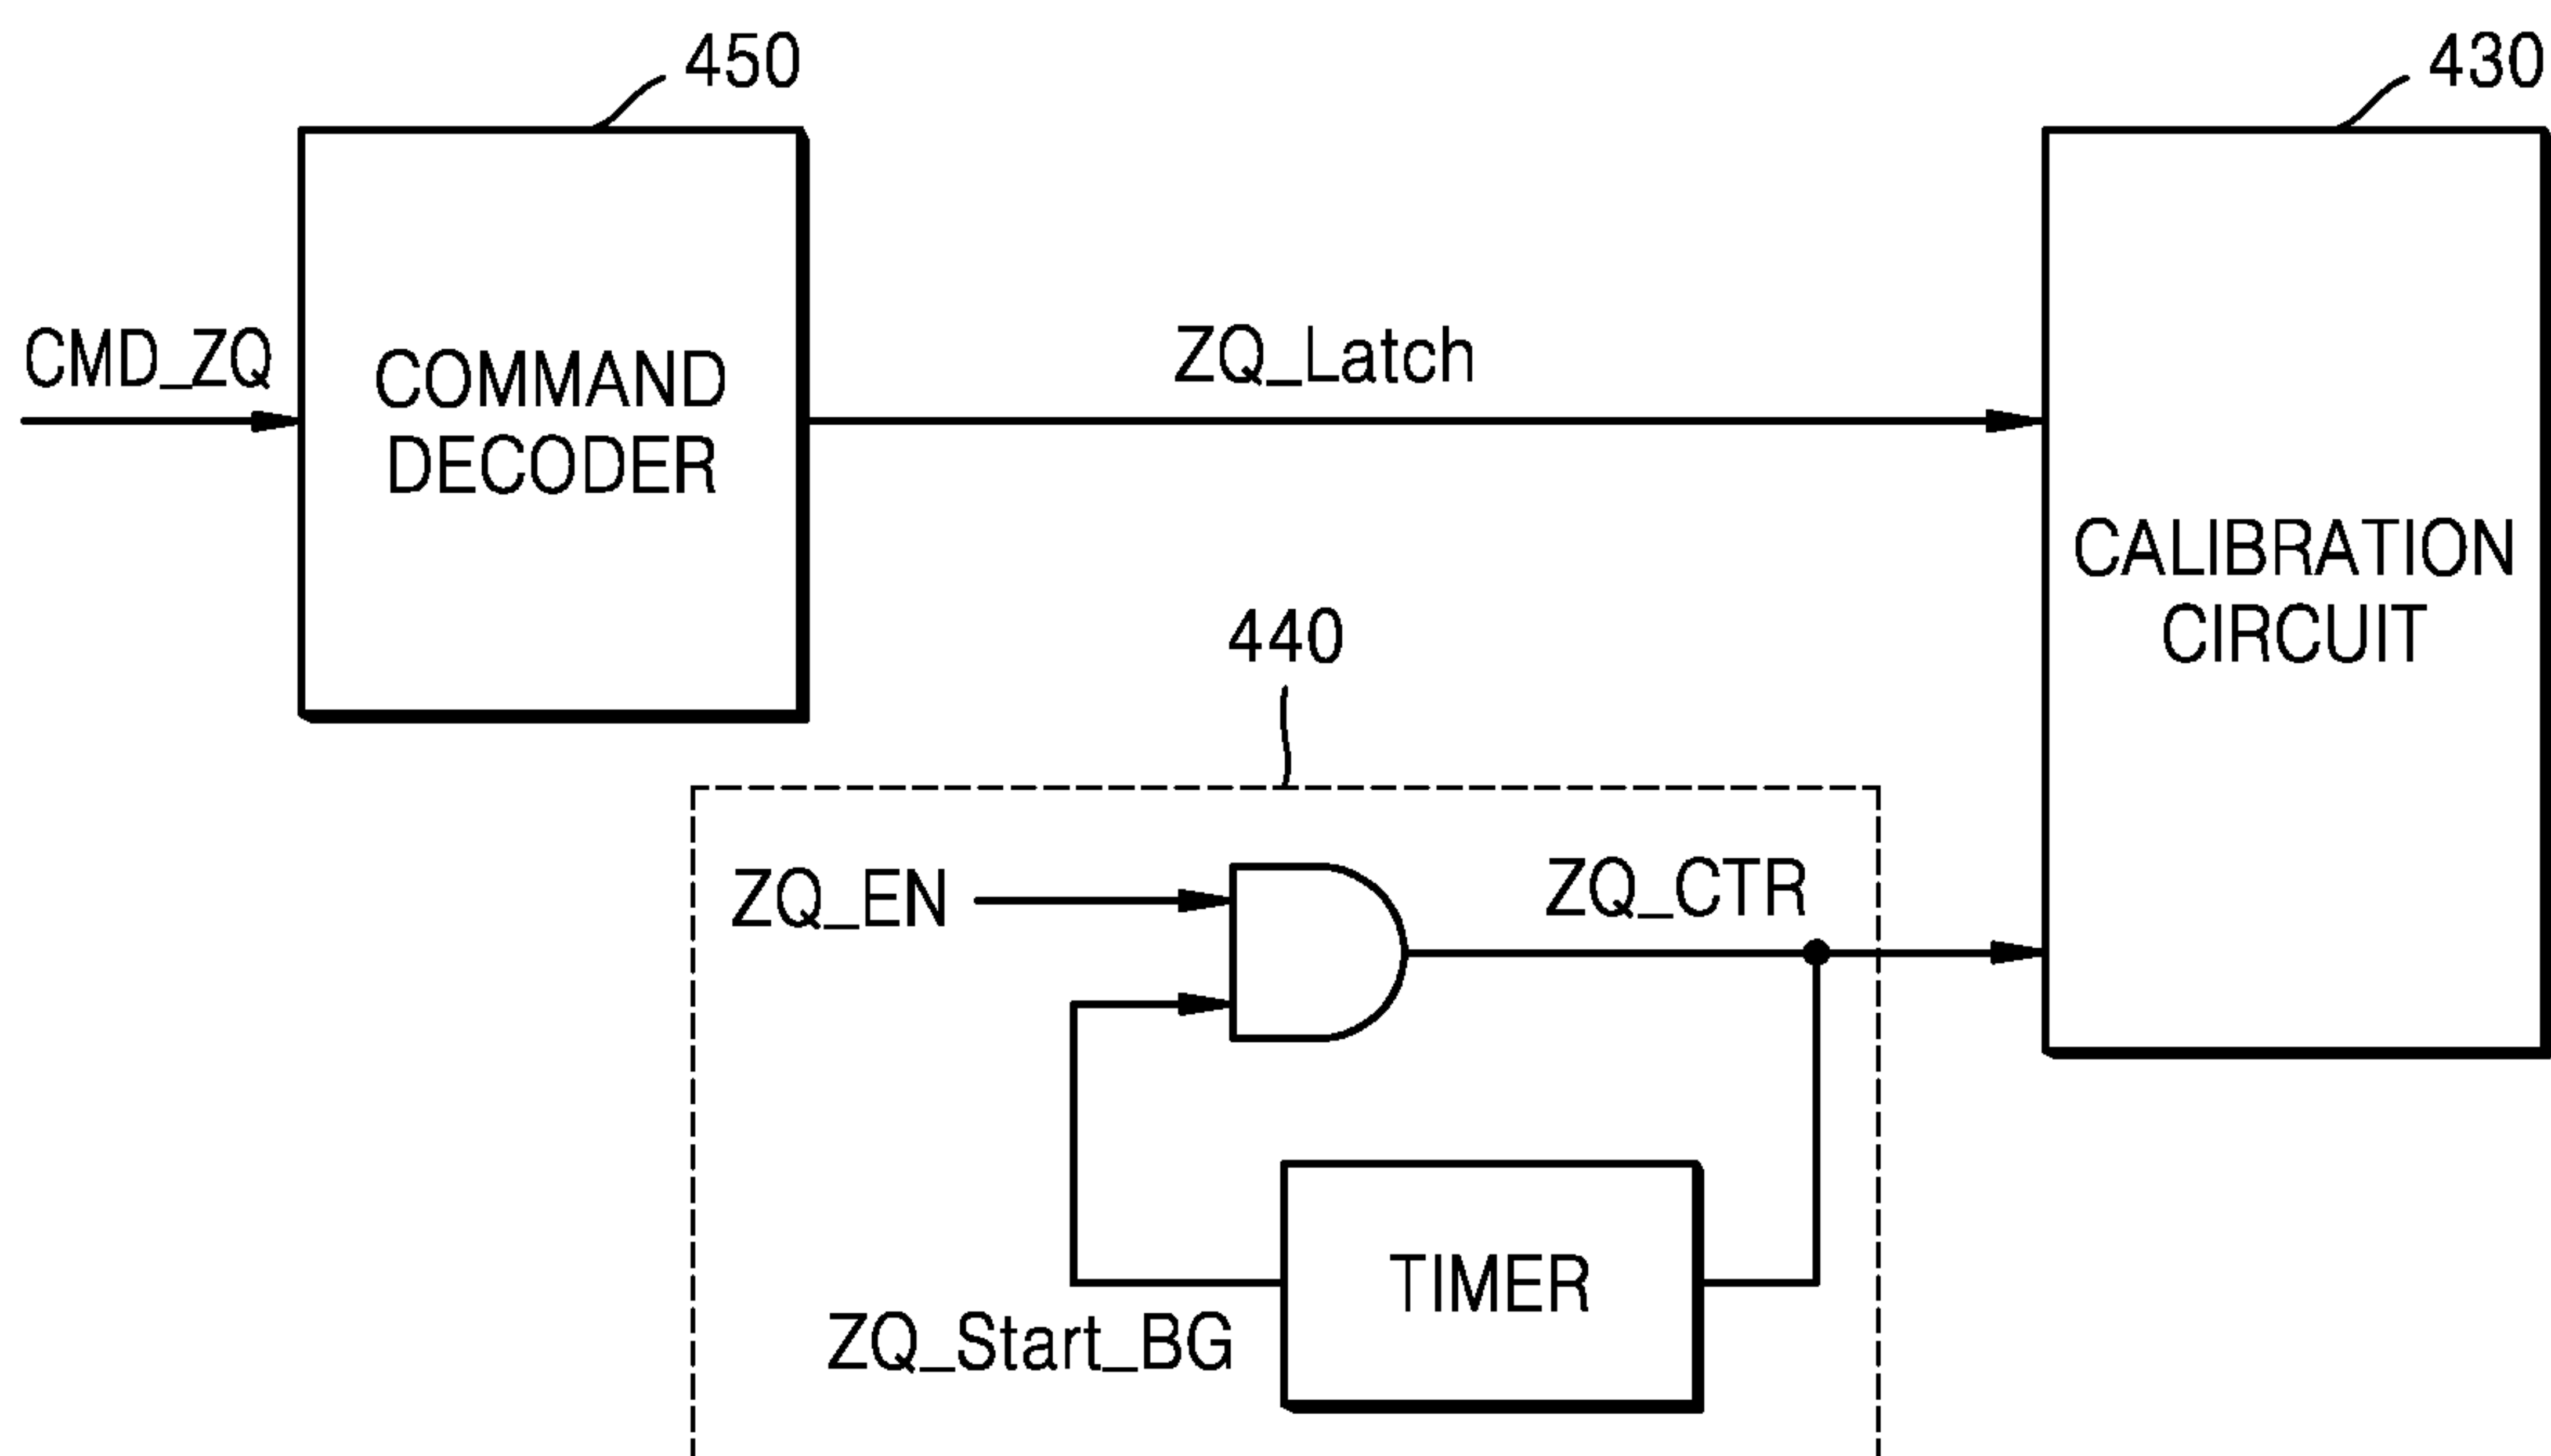 450
430
CMD_ZQ
COMMAND
DECODER
ZQ_Latch
CALIBRATION
CIRCUIT
440
ZQ_EN
ZQ_CTR
TIMER
ZQ_Start_BG